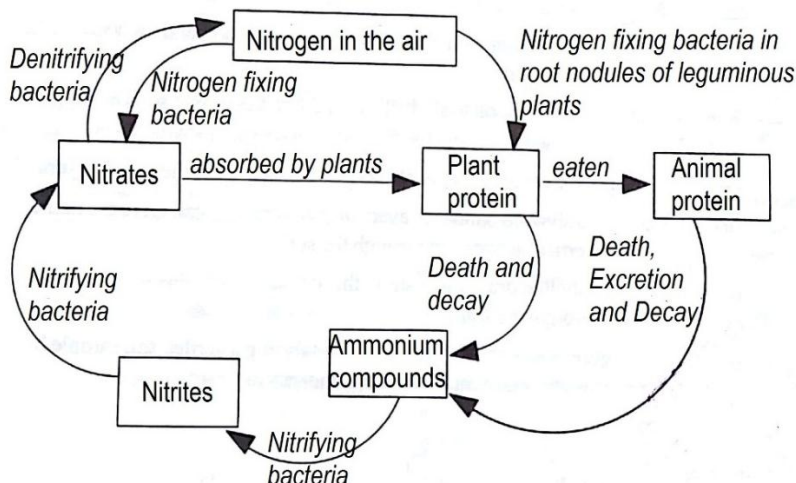 Nitrogen in the air
Denitrifying
bacteria
Nitrogen fixing
bacteria
Nitrogen fixing bacteria in
root nodules of leguminous
plants
Nitrates
absorbed by plants
Plant
protein
eaten
Animal
protein
Nitrifying
bacteria
Death and
decay
Death,
Excretion
and Decay
Ammonium
compounds
Nitrites
Nitrifying
bacteria